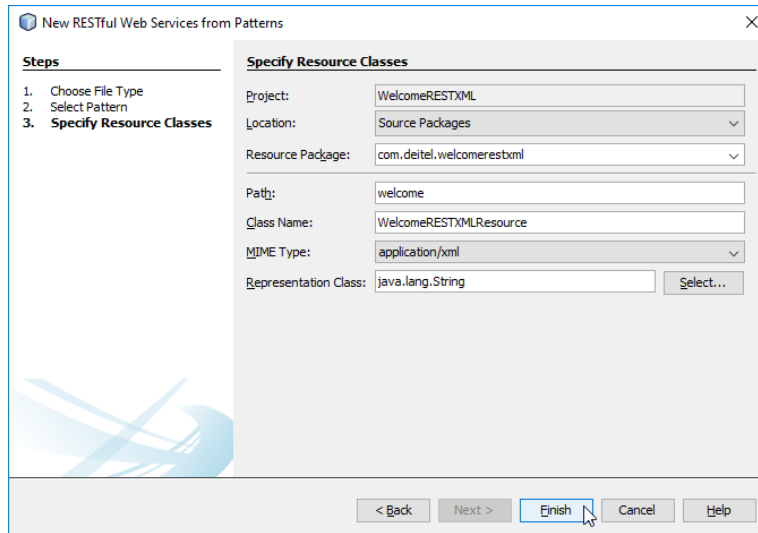 New RESTful Web Services from Patterns
Steps
1. Choose File Type
2. Select Pattern
3. Specify Resource Classes
Specify Resource Classes
Project: WelcomeRESTXML
Location: Source Packages
Resource Package: com.deitel.welcomerestxml
Path: welcome
Class Name: WelcomeRESTXMLResource
MIME Type: application/xml
Representation Class: java.lang.String Select...
< Back Next > Finish Cancel Help